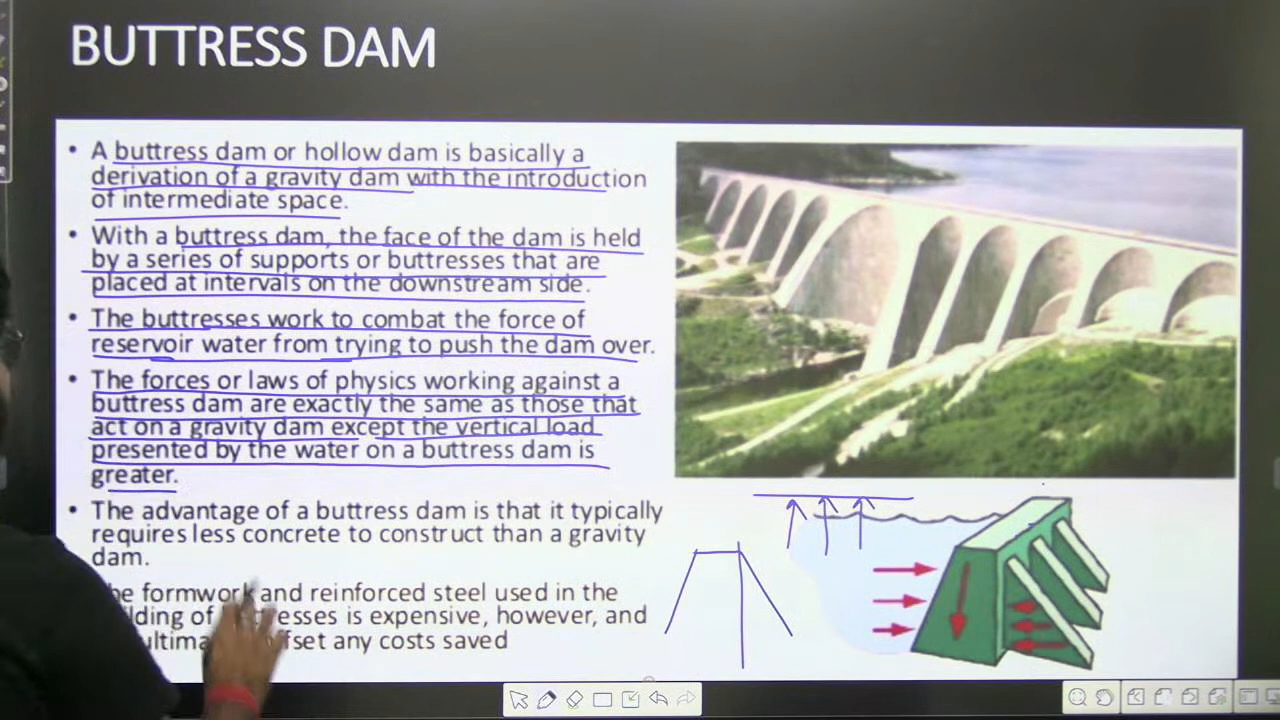 BUTTRESS DAM
• A buttress dam or hollow dam is basically a
derivation of a gravity dam with the introduction
of intermediate space.
• With a buttress dam, the face of the dam is held
by a series of supports or buttresses that are
placed at intervals on the downstream side.
• The buttresses work to combat the force of
reservoir water from trying to push the dam over.
• The forces or laws of physics working against a
buttress dam are exactly the same as those that
act on a gravity dam except the vertical load
presented by the water on a buttress dam is
greater.
• The advantage of a buttress dam is that it typically
requires less concrete to construct than a gravity
dam.
formwork and reinforced steel used in the
of is expensive, however, and
any costs saved